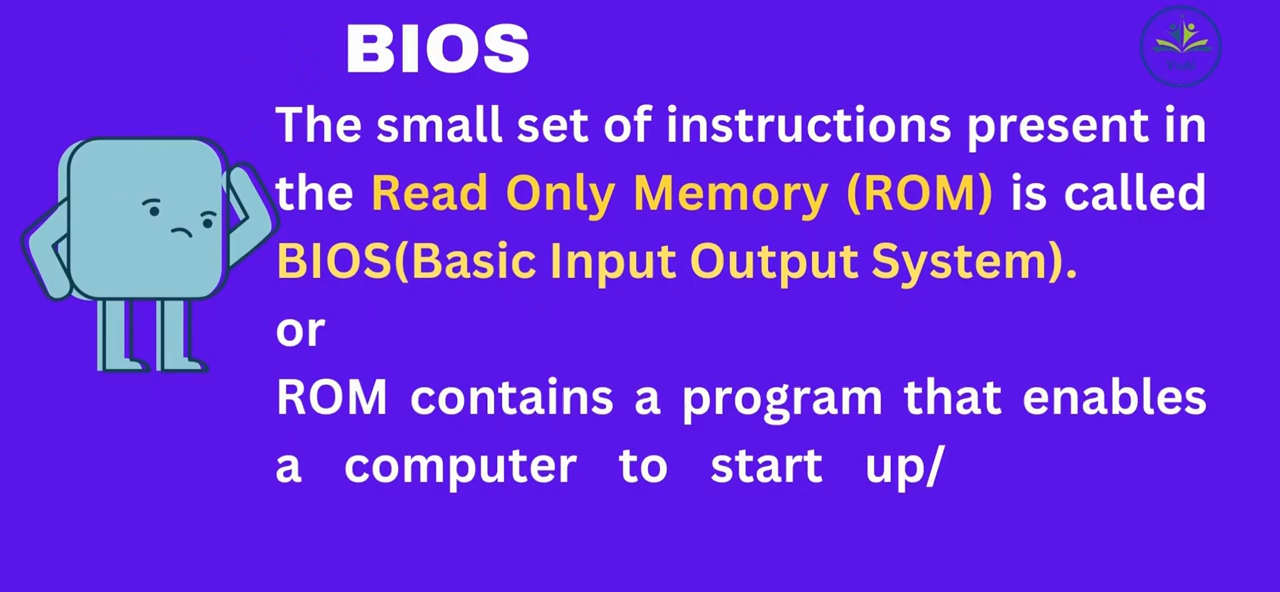 BIOS
The small set of instructions present in
the Read Only Memory (ROM) is called
BIOS(Basic Input Output System).
or
ROM contains a program that enables
a computer to start up/